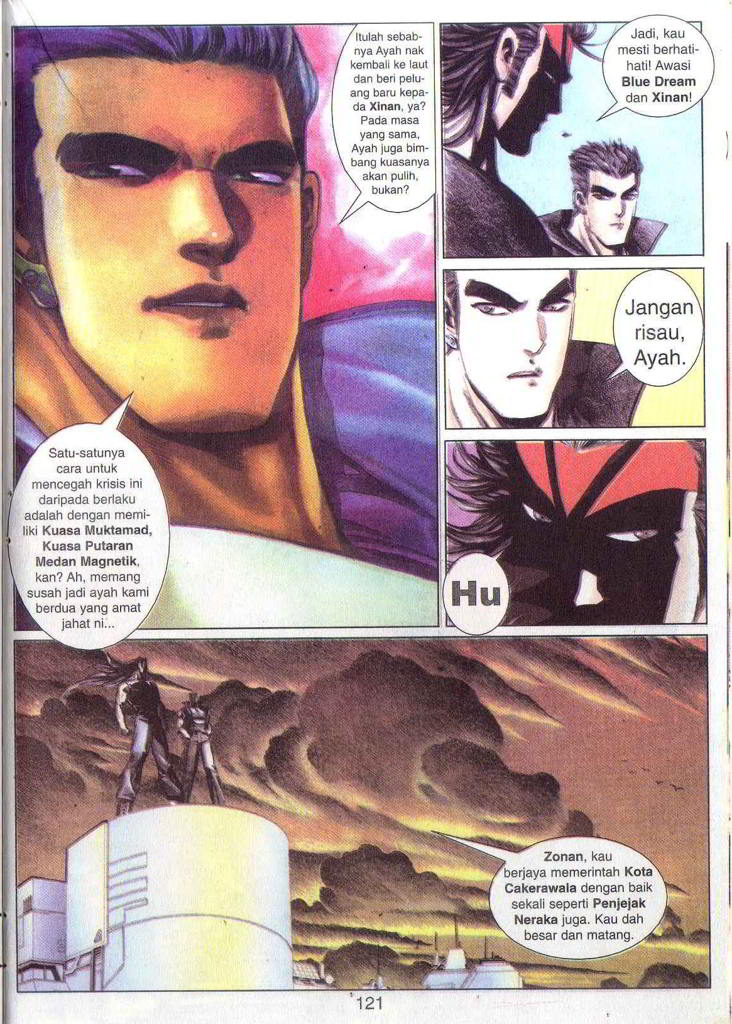 Itulah sebab-
nya Ayah nak
kembali ke laut
dan beri pelu-
ang baru kepa-
da Xinan, ya?
Pada masa
yang sama,
Ayah juga bim-
bang kuasanya
akan pulih,
bukan?
Satu-satunya
cara untuk
mencegah krisis ini
daripada berlaku
adalah dengan memi-
liki Kuasa Muktamad,
Kuasa Putaran
Medan Magnetik,
kan? Ah, memang
susah jadi ayah kami
berdua yang amat
jahat ni...
Jadi, kau
mesti berhati-
hati! Awasi
Blue Dream
dan Xinan!
Jangan
risau,
Ayah.
Hu
Zonan, kau
berjaya memerintah Kota
Cakerawala dengan baik
sekali seperti Penjejak
Neraka juga. Kau dah
besar dan matang.
121